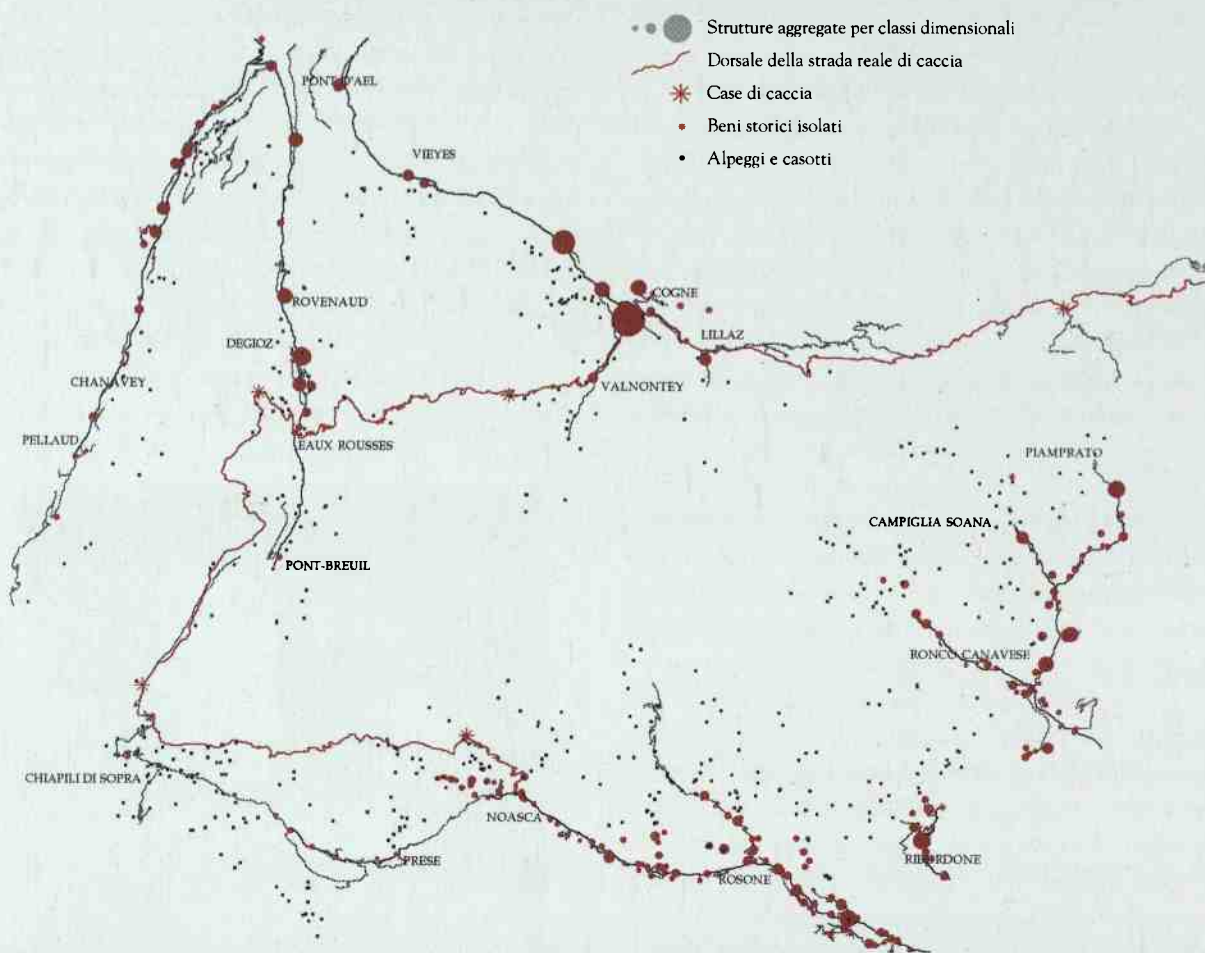 Strutture aggregate per classi dimensionali
Dorsale della strada reale di caccia
Case di caccia
Beni storici isolati
Alpeggi e casotti
PONT D'AEL
VIEYES
COGNE
ROVENAUD
LILLAZ
DEGIOZ
CHANAVEY
VALNONTEY
PELLAUD
EAUX ROUSSES
PIAMPRATO
CAMPIGLIA SOANA
PONT-BREUIL
RONCO CANAVESE
CHIAPILI DI SOPRA
NOASCA
PRESE
RIBORDONE
ROSONE